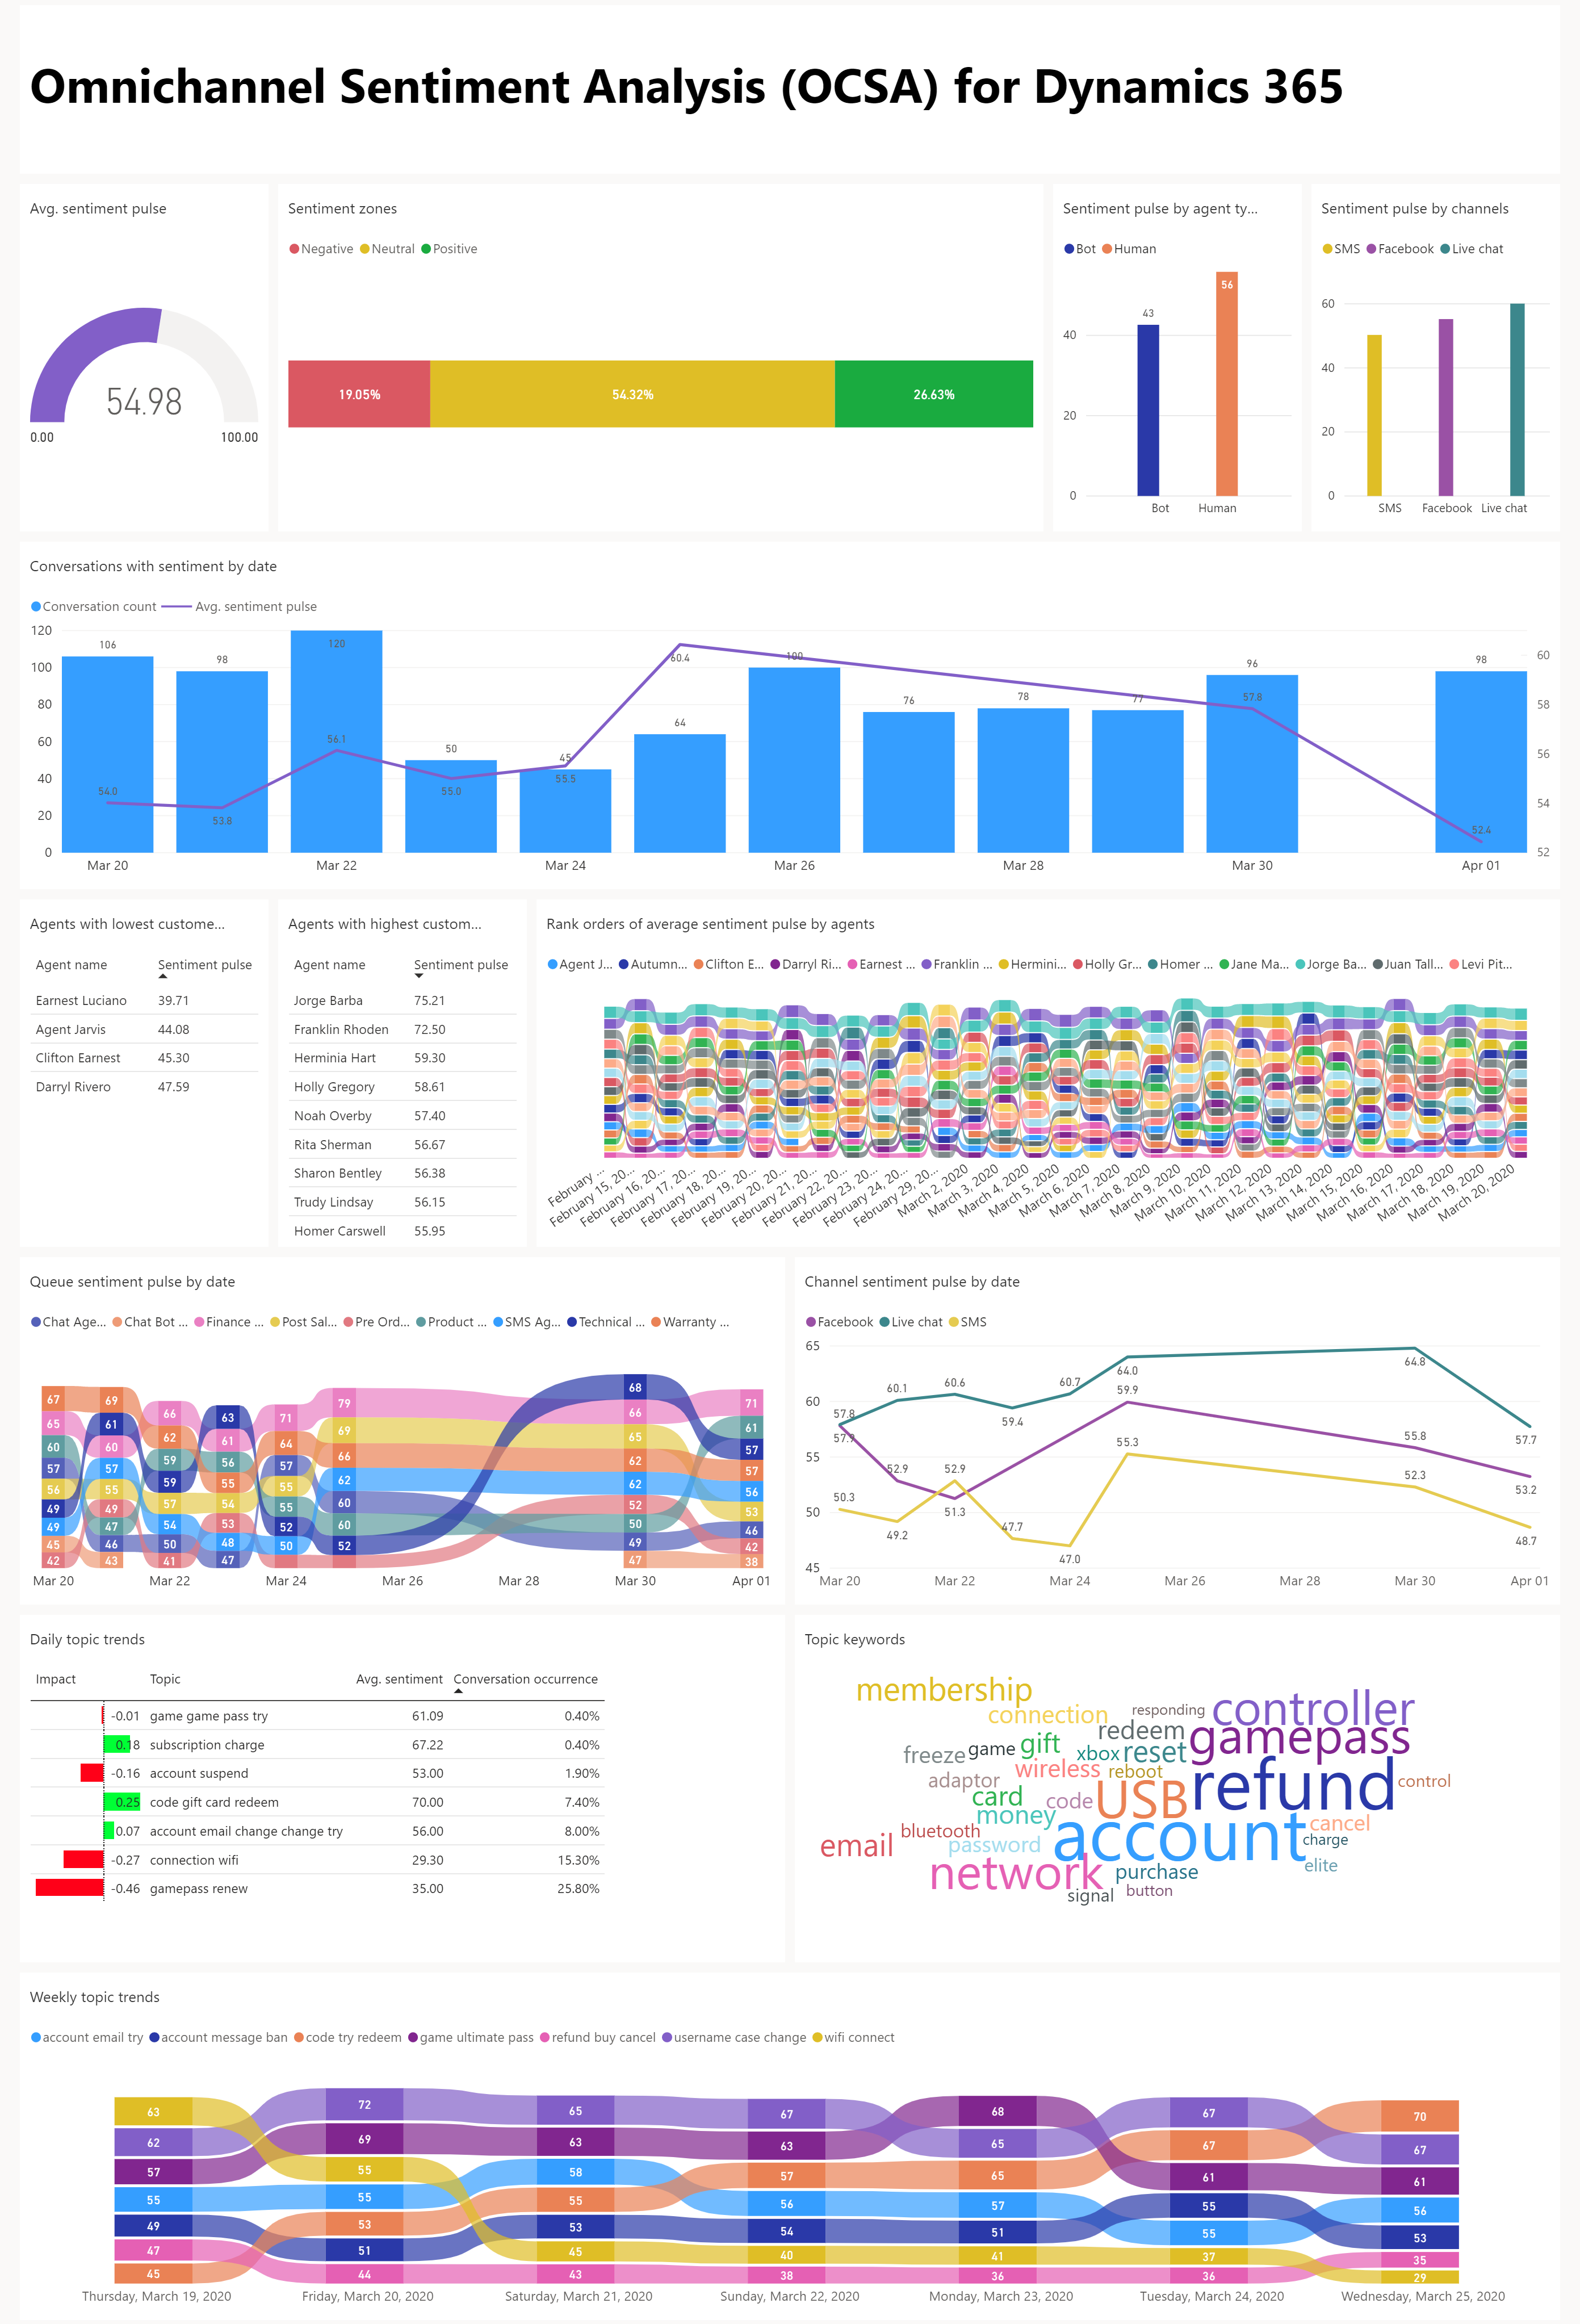 Omnichannel Sentiment Analysis (OCSA) for Dynamics 365
Avg. sentiment pulse
54.98
0.00 100.00
Sentiment zones
Negative Neutral Positive
19.05% 54.32% 26.63%
Sentiment pulse by agent ty...
Bot Human
56
43
40
20
0
Bot Human
Sentiment pulse by channels
SMS Facebook Live chat
60
40
20
0
SMS Facebook Live chat
Conversations with sentiment by date
Conversation count Avg. sentiment pulse
120
100
80
60
40
20
0
106 98 120 50 45 64 100 76 78 77 96 98
54.0 53.8 56.1 55.0 55.5 60.4 57.8 52.4
60
58
56
54
52
Mar 20 Mar 22 Mar 24 Mar 26 Mar 28 Mar 30 Apr 01
Agents with lowest custome...
Agent name Sentiment pulse
Earnest Luciano 39.71
Agent Jarvis 44.08
Clifton Earnest 45.30
Darryl Rivero 47.59
Agents with highest custom...
Agent name Sentiment pulse
Jorge Barba 75.21
Franklin Rhoden 72.50
Herminia Hart 59.30
Holly Gregory 58.61
Noah Overby 57.40
Rita Sherman 56.67
Sharon Bentley 56.38
Trudy Lindsay 56.15
Homer Carswell 55.95
Rank orders of average sentiment pulse by agents
Agent J... Autumn... Clifton E... Darryl Ri... Earnest ... Franklin ... Hermini... Holly Gr... Homer ... Jane Ma... Jorge Ba... Juan Tall... Levi Pit...
February ...
February 15, 20...
February 16, 20...
February 17, 20...
February 18, 20...
February 19, 20...
February 20, 20...
February 21, 20...
February 22, 20...
February 23, 20...
February 24, 20...
February 29, 20...
March 2, 2020
March 3, 2020
March 4, 2020
March 5, 2020
March 6, 2020
March 7, 2020
March 8, 2020
March 9, 2020
March 10, 2020
March 11, 2020
March 12, 2020
March 13, 2020
March 14, 2020
March 15, 2020
March 16, 2020
March 17, 2020
March 18, 2020
March 19, 2020
March 20, 2020
Queue sentiment pulse by date
Chat Age... Chat Bot ... Finance ... Post Sal... Pre Ord... Product ... SMS Ag... Technical ... Warranty ...
67 65 60 57 56 49 49 45 42
69 61 60 57 55 49 47 46 43
66 62 59 59 57 54 50 41
63 61 56 55 54 53 48 47
71 64 57 55 55 52 50
79 69 66 62 60 60 52
68 66 65 62 62 52 50 49 47
71 61 57 57 56 53 46 42 38
Mar 20 Mar 22 Mar 24 Mar 26 Mar 28 Mar 30 Apr 01
Channel sentiment pulse by date
Facebook Live chat SMS
65
60
55
50
45
57.8 60.1 60.6 59.4 60.7 64.0 64.8 57.7
57.9 52.9 51.3 59.9 55.8 53.2
50.3 49.2 52.9 47.7 47.0 55.3 52.3 48.7
Mar 20 Mar 22 Mar 24 Mar 26 Mar 28 Mar 30 Apr 01
Daily topic trends
Impact Topic Avg. sentiment Conversation occurrence
-0.01 game game pass try 61.09 0.40%
0.18 subscription charge 67.22 0.40%
-0.16 account suspend 53.00 1.90%
0.25 code gift card redeem 70.00 7.40%
0.07 account email change change try 56.00 8.00%
-0.27 connection wifi 29.30 15.30%
-0.46 gamepass renew 35.00 25.80%
Topic keywords
membership
connection responding controller
redeem gamepass
freeze game gift xbox reset
wireless reboot
adaptor USB refund control
card code
money account cancel
bluetooth charge
email password
elite
network purchase
signal button
Weekly topic trends
account email try account message ban code try redeem game ultimate pass refund buy cancel username case change wifi connect
63 72 65 67 68 67 70
62 69 63 63 65 67 67
57 55 58 57 65 61 61
55 55 55 56 57 55 56
49 53 53 54 51 55 53
47 51 45 40 41 37 35
45 44 43 38 36 36 29
Thursday, March 19, 2020 Friday, March 20, 2020 Saturday, March 21, 2020 Sunday, March 22, 2020 Monday, March 23, 2020 Tuesday, March 24, 2020 Wednesday, March 25, 2020